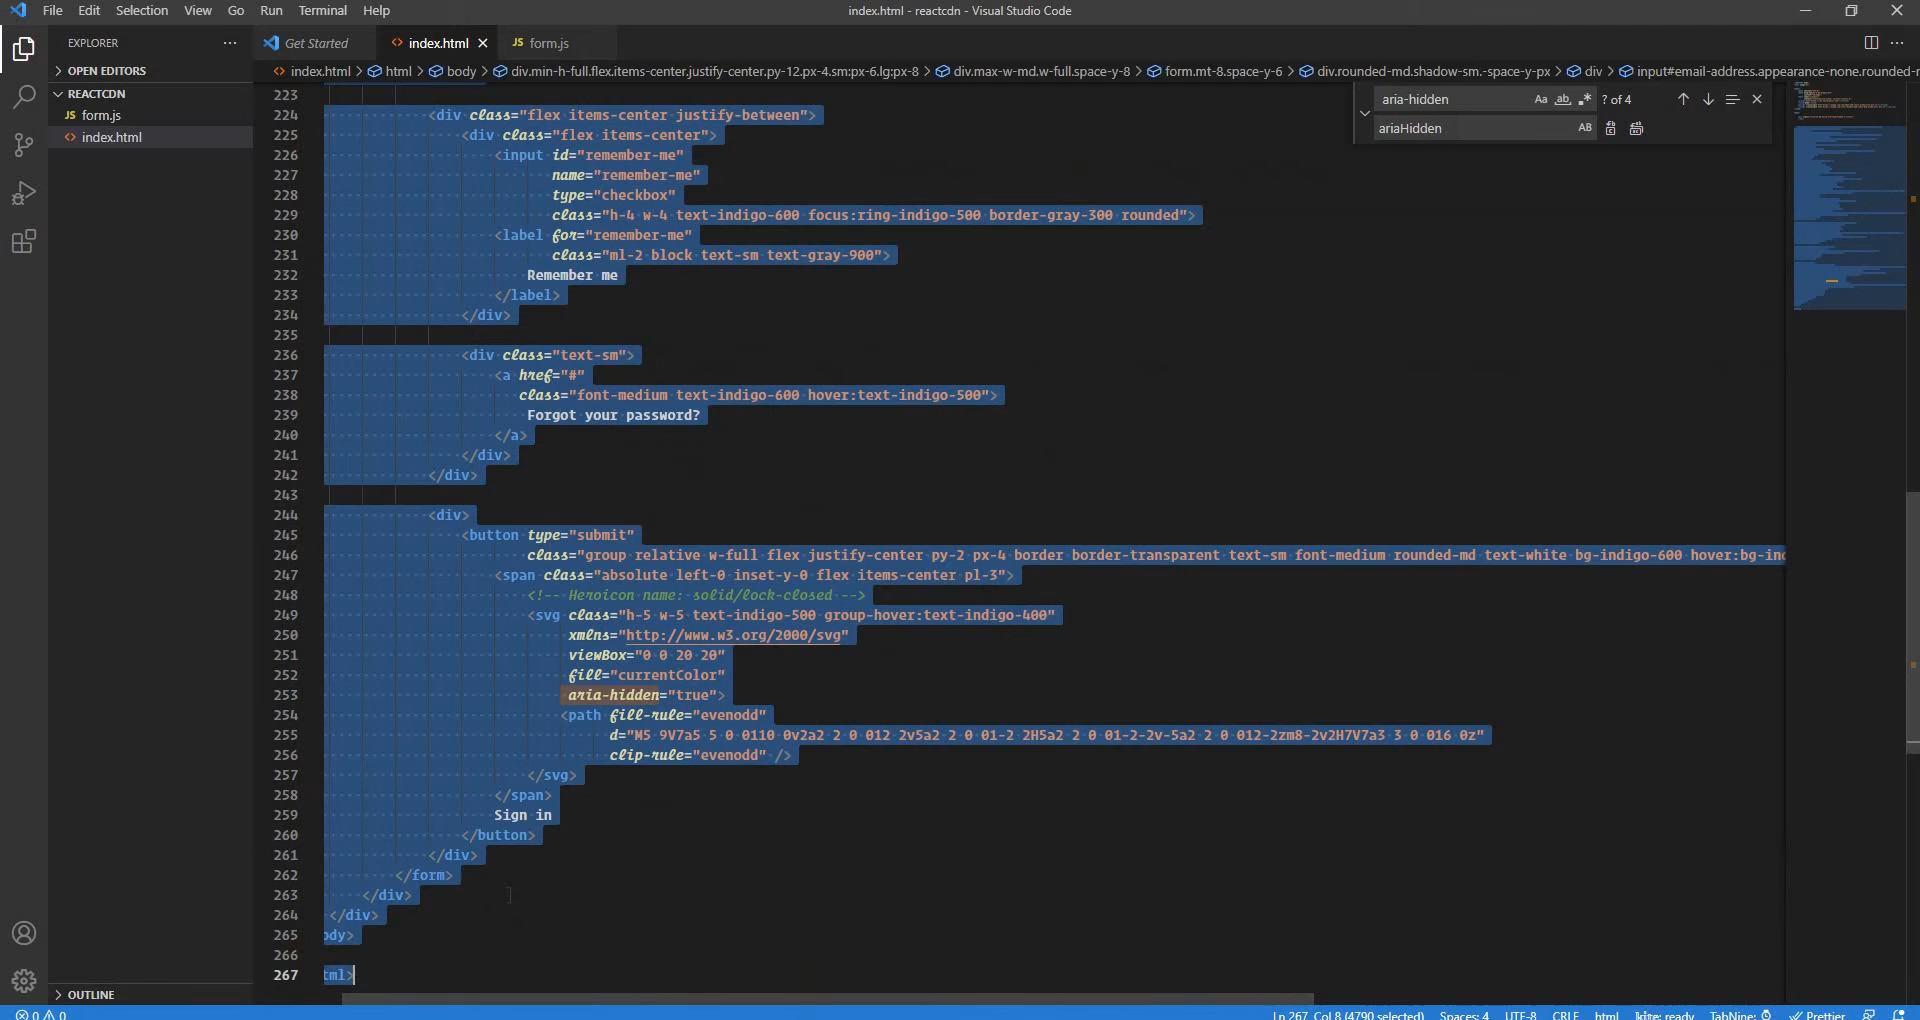 File Edit Selection View Go Run Terminal Help
index.html - reactcdn - Visual Studio Code
EXPLORER
Get Started
index.html
JS form.js
OPEN EDITORS
index.html > html > body > div.min-h-full.flex.items-center.justify-center.py-12.px-4.sm:px-6.lg:px-8 > div.max-w-md.w-full.space-y-8 > form.mt-8.space-y-6 > div.rounded-md.shadow-sm.-space-y-px > div > input#email-address.appearance-none.rounded-n
REACTCDN
JS form.js
index.html
aria-hidden
Aa ab .* ? of 4
ariaHidden
AB
223
224 <div class="flex items-center justify-between">
225 <div class="flex items-center">
226 <input id="remember-me"
227 name="remember-me"
228 type="checkbox"
229 class="h-4 w-4 text-indigo-600 focus:ring-indigo-500 border-gray-300 rounded">
230 <label for="remember-me"
231 class="ml-2 block text-sm text-gray-900">
232 Remember me
233 </label>
234 </div>
235
236 <div class="text-sm">
237 <a href="#"
238 class="font-medium text-indigo-600 hover:text-indigo-500">
239 Forgot your password?
240 </a>
241 </div>
242 </div>
243
244 <div>
245 <button type="submit"
246 class="group relative w-full flex justify-center py-2 px-4 border border-transparent text-sm font-medium rounded-md text-white bg-indigo-600 hover:bg-ind
247 <span class="absolute left-0 inset-y-0 flex items-center pl-3">
248 <!-- Heroicon name: solid/lock-closed -->
249 <svg class="h-5 w-5 text-indigo-500 group-hover:text-indigo-400"
250 xmlns="http://www.w3.org/2000/svg"
251 viewBox="0 0 20 20"
252 fill="currentColor"
253 aria-hidden="true">
254 <path fill-rule="evenodd"
255 d="M5 9V7a5 5 0 0110 0v2a2 2 0 012 2v5a2 2 0 01-2 2H5a2 2 0 01-2-2v-5a2 2 0 012-2zm8-2v2H7V7a3 3 0 016 0z"
256 clip-rule="evenodd" />
257 </svg>
258 </span>
259 Sign in
260 </button>
261 </div>
262 </form>
263 </div>
264 </div>
265 ody>
266
267 tml>
OUTLINE
0 0
Ln 267, Col 8 (4790 selected) Spaces: 4 UTF-8 CRLF html kite: ready TabNine: Prettier